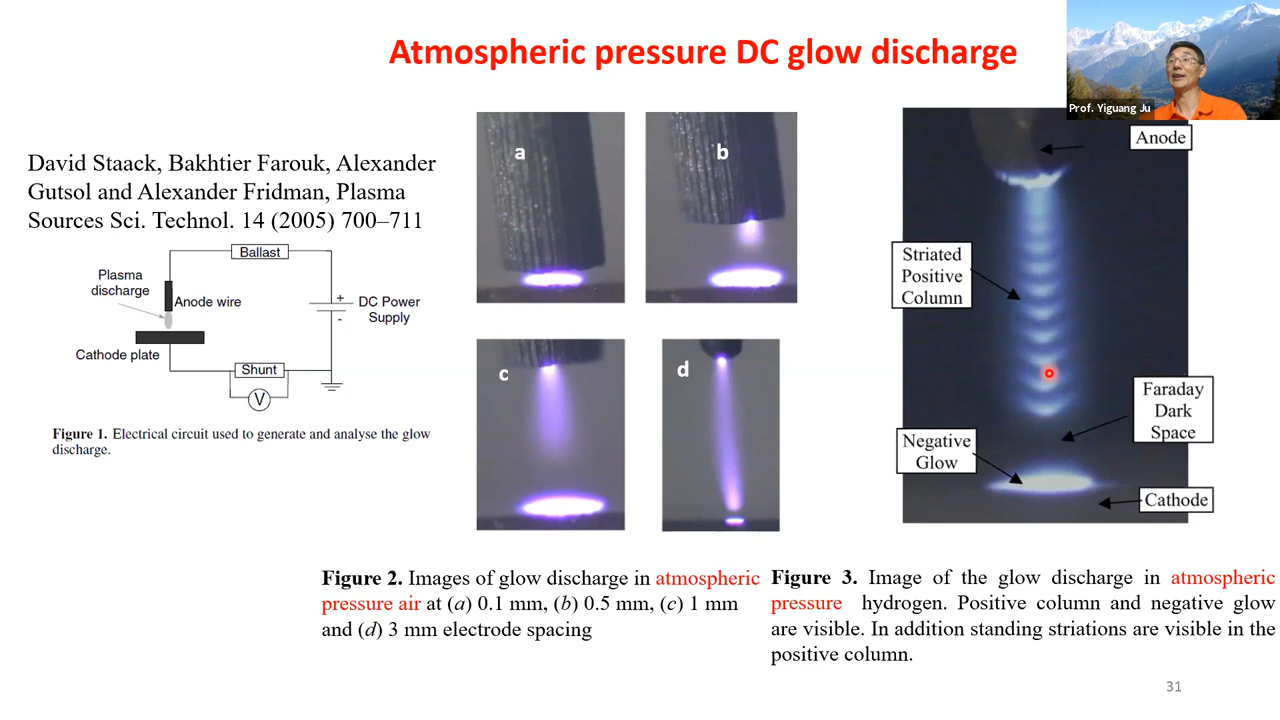 Atmospheric pressure DC glow discharge
Prof. Yiguang Ju
David Staack, Bakhtier Farouk, Alexander
Gutsol and Alexander Fridman, Plasma
Sources Sci. Technol. 14 (2005) 700–711
Ballast
Plasma
discharge
Anode wire
+
-
DC Power
Supply
Cathode plate
Shunt
V
Figure 1. Electrical circuit used to generate and analyse the glow
discharge.
a
b
c
d
Figure 2. Images of glow discharge in atmospheric
pressure air at (a) 0.1 mm, (b) 0.5 mm, (c) 1 mm
and (d) 3 mm electrode spacing
Anode
Striated
Positive
Column
Faraday
Dark
Space
Negative
Glow
Cathode
Figure 3. Image of the glow discharge in atmospheric
pressure hydrogen. Positive column and negative glow
are visible. In addition standing striations are visible in the
positive column.
31